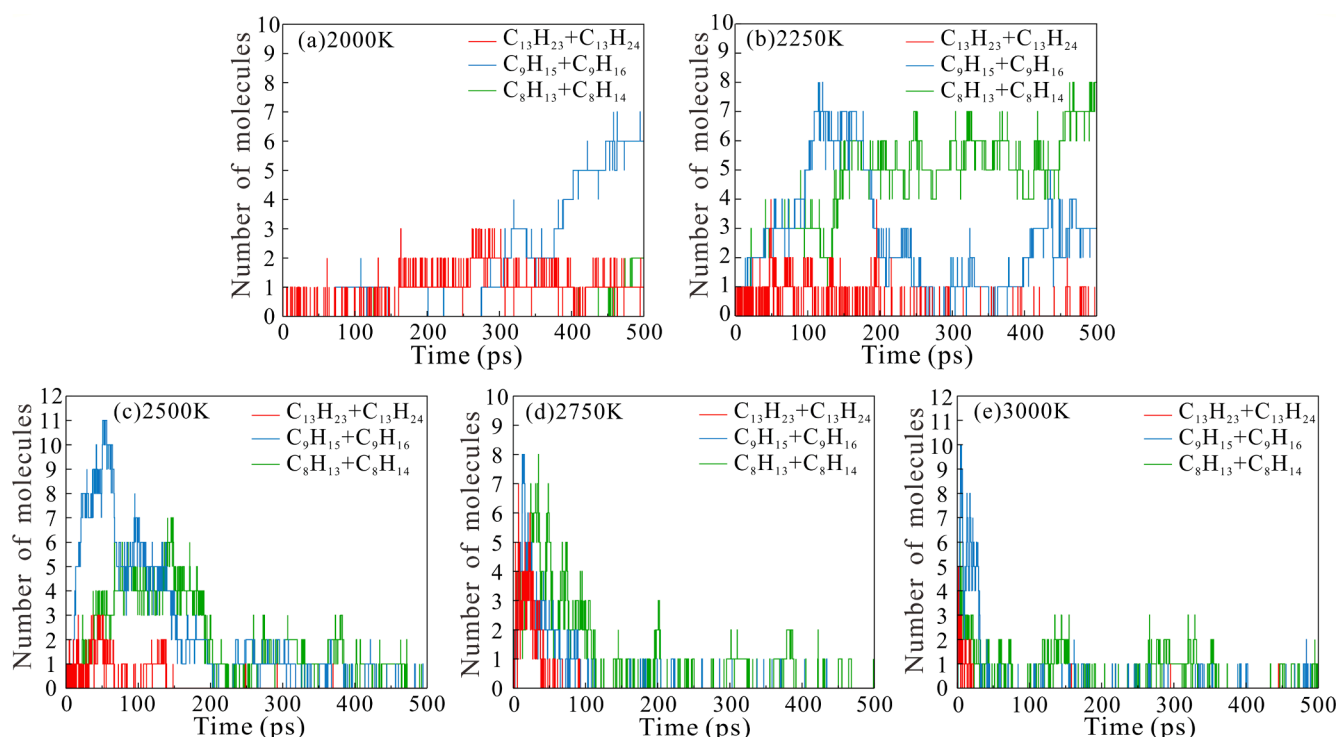 (a)2000K
C₁₃H₂₃+C₁₃H₂₄
C₉H₁₅+C₉H₁₆
C₈H₁₃+C₈H₁₄
Number of molecules
10
9
8
7
6
5
4
3
2
1
0
0 100 200 300 400 500
Time (ps)
(b)2250K
C₁₃H₂₃+C₁₃H₂₄
C₉H₁₅+C₉H₁₆
C₈H₁₃+C₈H₁₄
Number of molecules
10
9
8
7
6
5
4
3
2
1
0
0 100 200 300 400 500
Time (ps)
(c)2500K
C₁₃H₂₃+C₁₃H₂₄
C₉H₁₅+C₉H₁₆
C₈H₁₃+C₈H₁₄
Number of molecules
12
11
10
9
8
7
6
5
4
3
2
1
0
0 100 200 300 400 500
Time (ps)
(d)2750K
C₁₃H₂₃+C₁₃H₂₄
C₉H₁₅+C₉H₁₆
C₈H₁₃+C₈H₁₄
Number of molecules
10
9
8
7
6
5
4
3
2
1
0
0 100 200 300 400 500
Time (ps)
(e)3000K
C₁₃H₂₃+C₁₃H₂₄
C₉H₁₅+C₉H₁₆
C₈H₁₃+C₈H₁₄
Number of molecules
12
11
10
9
8
7
6
5
4
3
2
1
0
0 100 200 300 400 500
Time (ps)